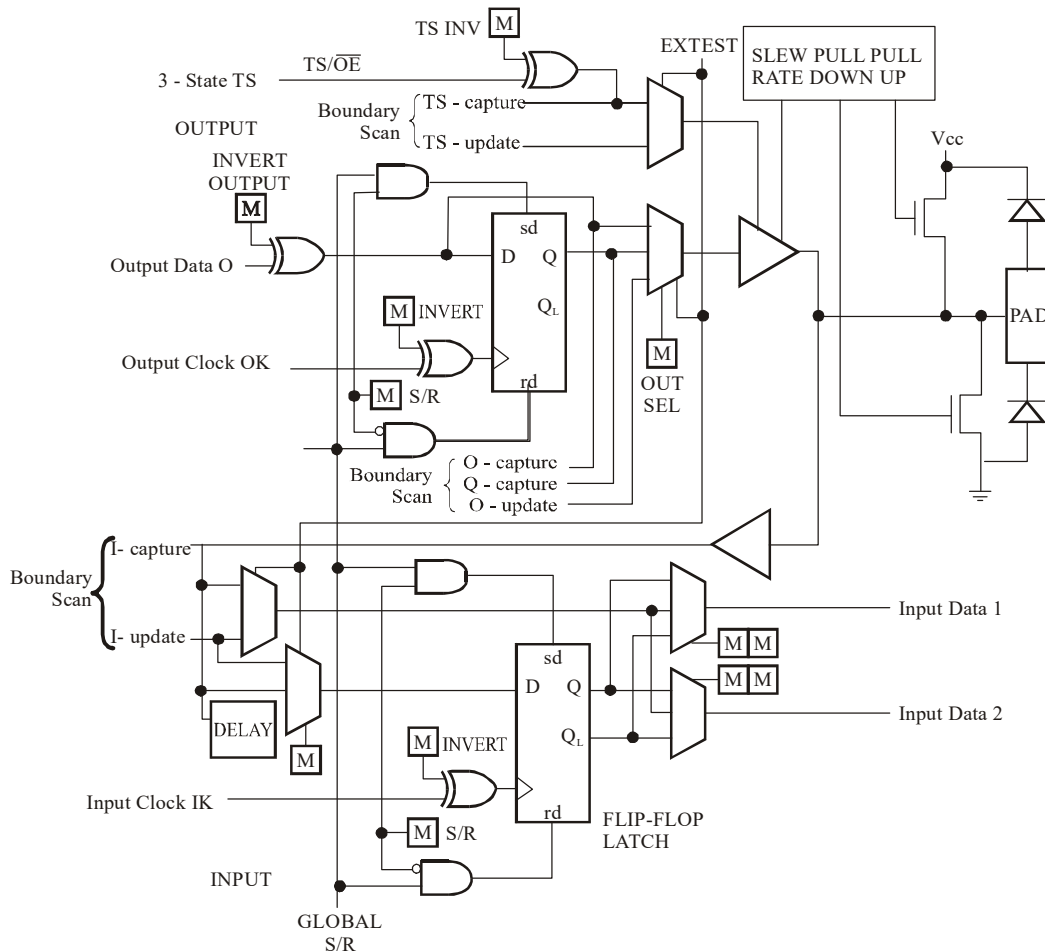 TS INV
M
EXTEST
SLEW PULL PULL
RATE DOWN UP
TS/OE
3 - State TS
TS - capture
Boundary
Scan
TS - update
OUTPUT
Vcc
INVERT
OUTPUT
M
sd
D
Q
Output Data O
M
INVERT
QL
PAD
Output Clock OK
M
OUT
SEL
rd
M
S/R
O - capture
Boundary
Scan
Q - capture
O - update
I- capture
Boundary
Scan
I- update
Input Data 1
M M
sd
M M
D
Q
Input Data 2
DELAY
QL
M
INVERT
M
Input Clock IK
rd
FLIP-FLOP
LATCH
M
S/R
INPUT
GLOBAL
S/R